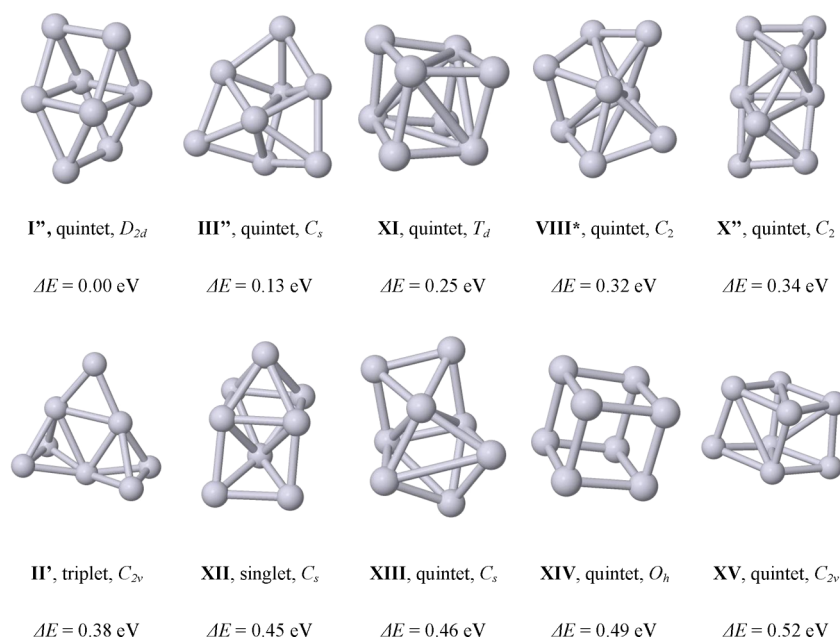 I”, quintet, D2d
III”, quintet, Cs
XI, quintet, Td
VIII*, quintet, C2
X”, quintet, C2
ΔE = 0.00 eV
ΔE = 0.13 eV
ΔE = 0.25 eV
ΔE = 0.32 eV
ΔE = 0.34 eV
II’, triplet, C2v
XII, singlet, Cs
XIII, quintet, Cs
XIV, quintet, Oh
XV, quintet, C2v
ΔE = 0.38 eV
ΔE = 0.45 eV
ΔE = 0.46 eV
ΔE = 0.49 eV
ΔE = 0.52 eV